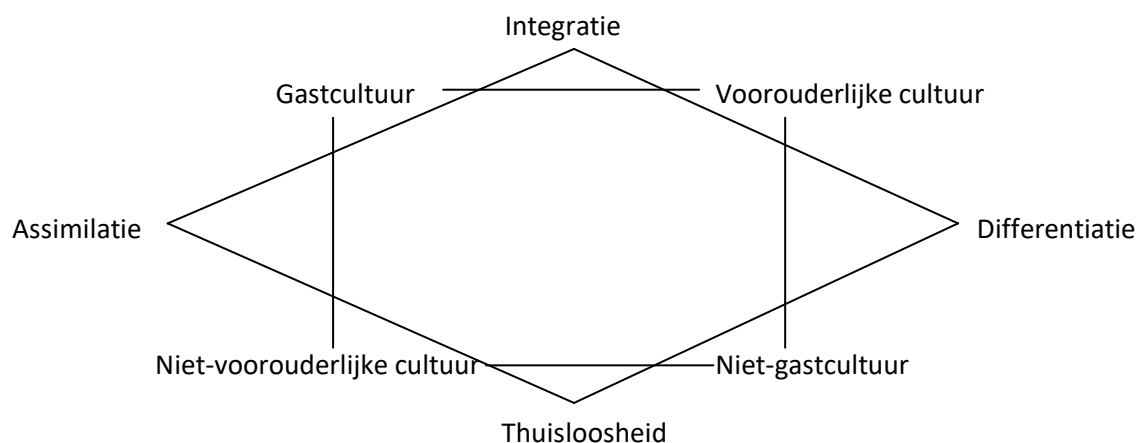 Integratie
Gastcultuur
Voorouderlijke cultuur
Assimilatie
Differentiatie
Niet-voorouderlijke cultuur
Niet-gastcultuur
Thuisloosheid